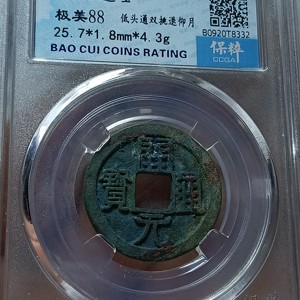 极美88 低头通双挑 仰月
25.7*1.8mm*4.3g
BAO CUI COINS RATING
B0920T8332
保粹
CCGA
開元通寶